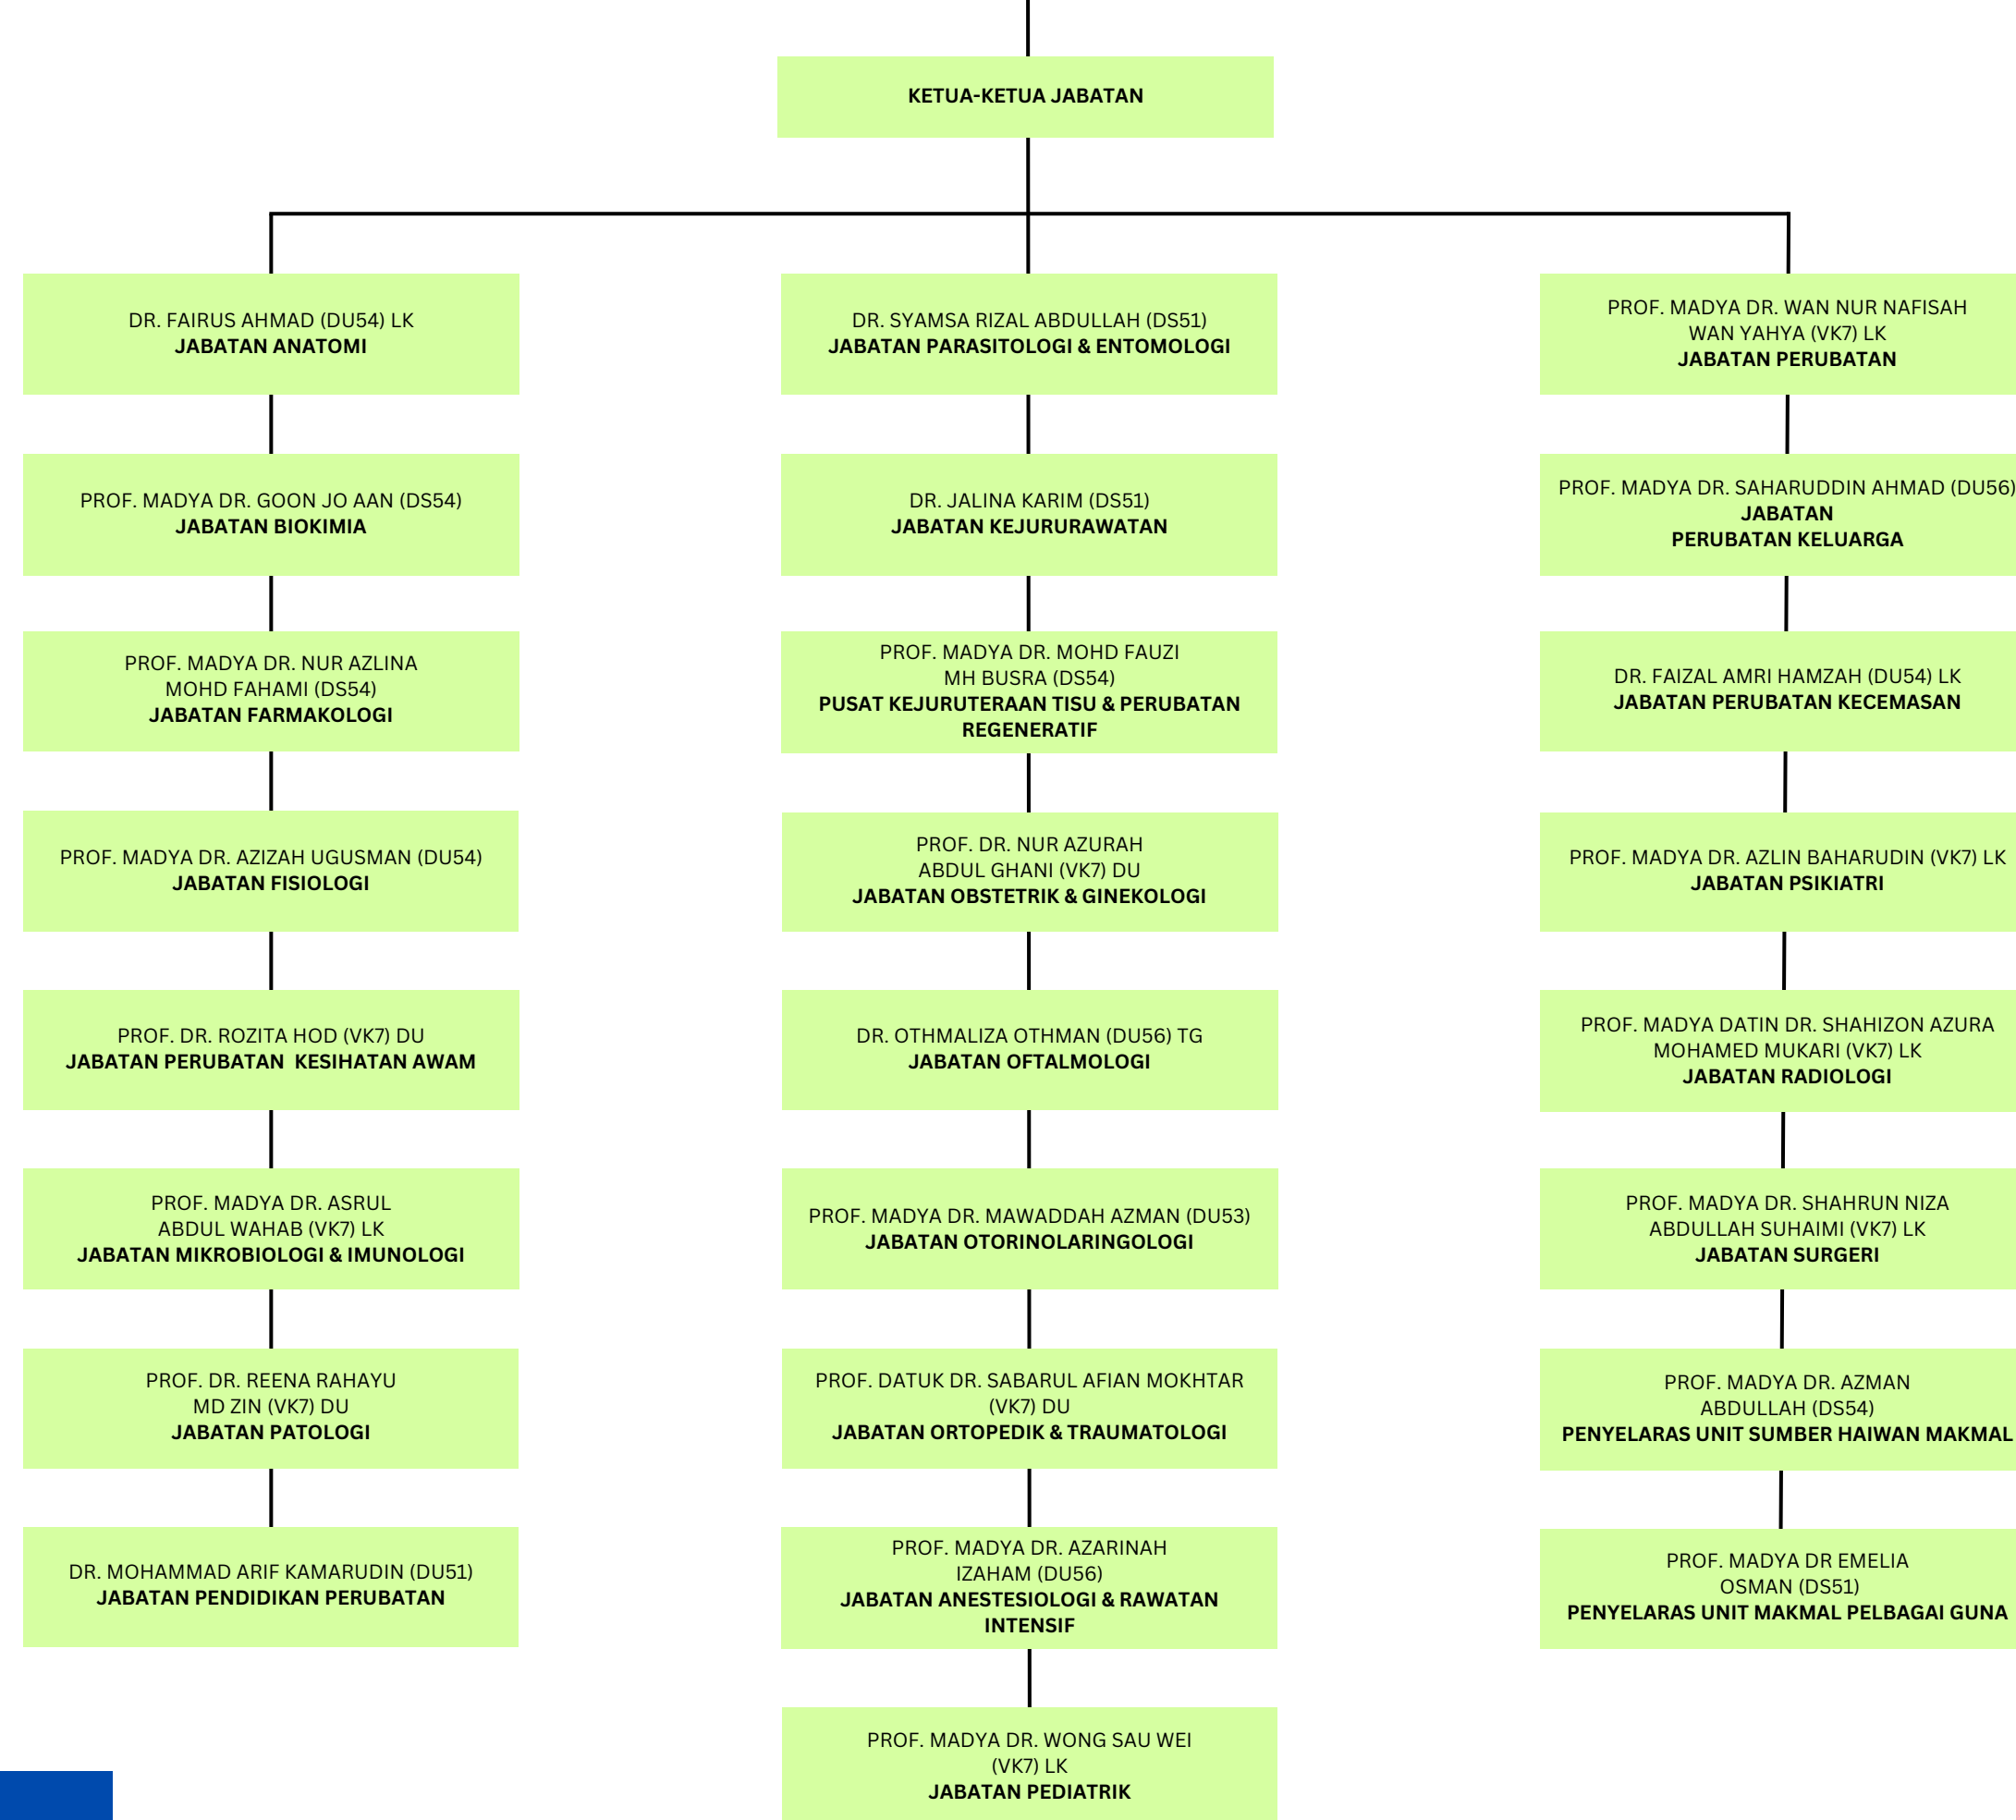 KETUA-KETUA JABATAN
DR. FAIRUS AHMAD (DU54) LK
JABATAN ANATOMI
PROF. MADYA DR. GOON JO AAN (DS54)
JABATAN BIOKIMIA
PROF. MADYA DR. NUR AZLINA
MOHD FAHAMI (DS54)
JABATAN FARMAKOLOGI
PROF. MADYA DR. AZIZAH UGUSMAN (DU54)
JABATAN FISIOLOGI
PROF. DR. ROZITA HOD (VK7) DU
JABATAN PERUBATAN  KESIHATAN AWAM
PROF. MADYA DR. ASRUL
ABDUL WAHAB (VK7) LK
JABATAN MIKROBIOLOGI & IMUNOLOGI
PROF. DR. REENA RAHAYU
MD ZIN (VK7) DU
JABATAN PATOLOGI
DR. MOHAMMAD ARIF KAMARUDIN (DU51)
JABATAN PENDIDIKAN PERUBATAN
DR. SYAMSA RIZAL ABDULLAH (DS51)
JABATAN PARASITOLOGI & ENTOMOLOGI
DR. JALINA KARIM (DS51)
JABATAN KEJURURAWATAN
PROF. MADYA DR. MOHD FAUZI
MH BUSRA (DS54)
PUSAT KEJURUTERAAN TISU & PERUBATAN
REGENERATIF
PROF. DR. NUR AZURAH
ABDUL GHANI (VK7) DU
JABATAN OBSTETRIK & GINEKOLOGI
DR. OTHMALIZA OTHMAN (DU56) TG
JABATAN OFTALMOLOGI
PROF. MADYA DR. MAWADDAH AZMAN (DU53)
JABATAN OTORINOLARINGOLOGI
PROF. DATUK DR. SABARUL AFIAN MOKHTAR
(VK7) DU
JABATAN ORTOPEDIK & TRAUMATOLOGI
PROF. MADYA DR. AZARINAH
IZAHAM (DU56)
JABATAN ANESTESIOLOGI & RAWATAN
INTENSIF
PROF. MADYA DR. WONG SAU WEI
(VK7) LK
JABATAN PEDIATRIK
PROF. MADYA DR. WAN NUR NAFISAH
WAN YAHYA (VK7) LK
JABATAN PERUBATAN
PROF. MADYA DR. SAHARUDDIN AHMAD (DU56)
JABATAN
PERUBATAN KELUARGA
DR. FAIZAL AMRI HAMZAH (DU54) LK
JABATAN PERUBATAN KECEMASAN
PROF. MADYA DR. AZLIN BAHARUDIN (VK7) LK
JABATAN PSIKIATRI
PROF. MADYA DATIN DR. SHAHIZON AZURA
MOHAMED MUKARI (VK7) LK
JABATAN RADIOLOGI
PROF. MADYA DR. SHAHRUN NIZA
ABDULLAH SUHAIMI (VK7) LK
JABATAN SURGERI
PROF. MADYA DR. AZMAN
ABDULLAH (DS54)
PENYELARAS UNIT SUMBER HAIWAN MAKMAL
PROF. MADYA DR EMELIA
OSMAN (DS51)
PENYELARAS UNIT MAKMAL PELBAGAI GUNA